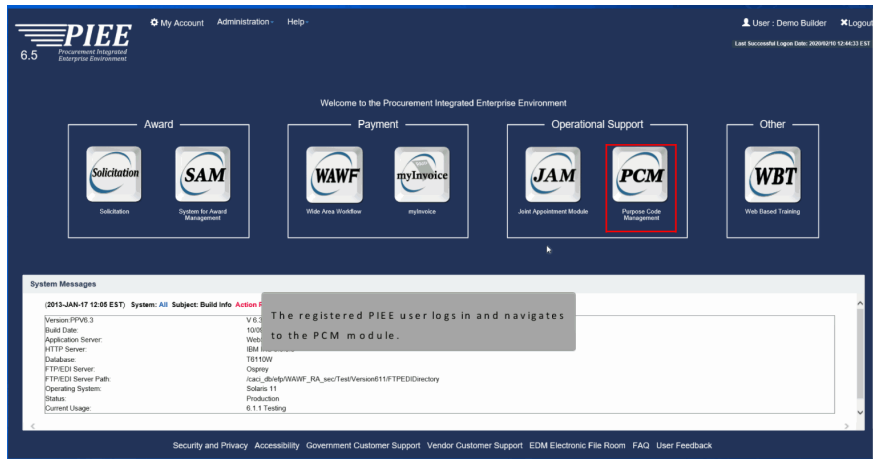 PIEE
6.5
Procurement Integrated
Enterprise Environment
My Account Administration Help
User : Demo Builder Logout
Last Successful Logon Date: 2020/02/10 12:44:33 EST
Welcome to the Procurement Integrated Enterprise Environment
Award
Solicitation
Solicitation
SAM
System for Award
Management
Payment
WAWF
Wide Area Workflow
myInvoice
myInvoice
Operational Support
JAM
Joint Appointment Module
PCM
Purpose Code
Management
Other
WBT
Web Based Training
System Messages
(2013-JAN-17 12:05 EST) System: All Subject: Build Info Action
Version:PPV6.3 V 6.3
Build Date: 10/0
Application Server: Web
HTTP Server: IBM
Database: T6110W
FTP/EDI Server: Osprey
FTP/EDI Server Path: /caci_db/efp/WAWF_RA_sec/Test/Version611/FTPEDIDirectory
Operating System: Solaris 11
Status: Production
Current Usage: 6.1.1 Testing
The registered PIEE user logs in and navigates
to the PCM module.
Security and Privacy Accessibility Government Customer Support Vendor Customer Support EDM Electronic File Room FAQ User Feedback